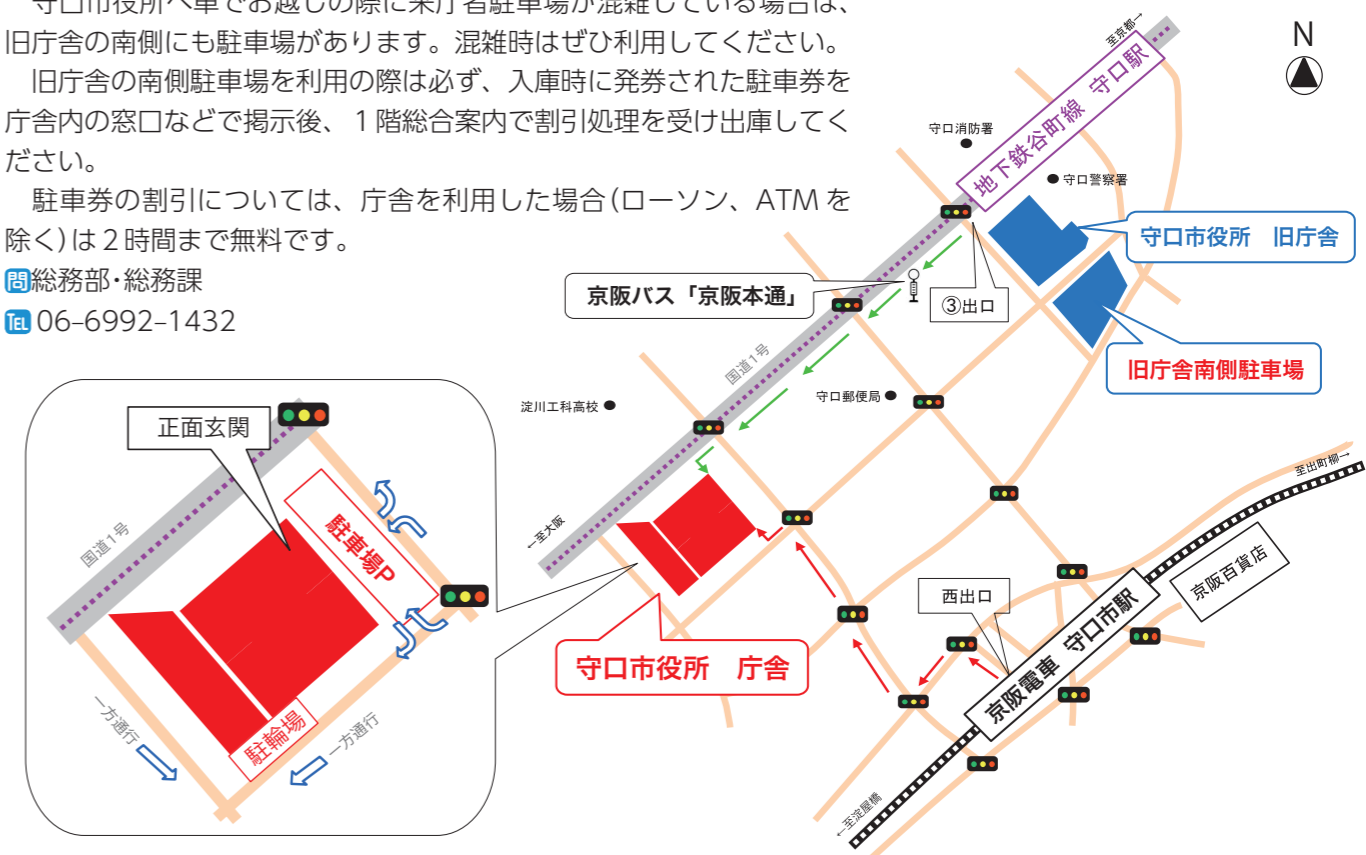 守口市役所へ車でお越しの際に来庁者駐車場が混雑している場合は、
旧庁舎の南側にも駐車場があります。混雑時はぜひ利用してください。
旧庁舎の南側駐車場を利用の際は必ず、入庫時に発券された駐車券を
庁舎内の窓口などで掲示後、１階総合案内で割引処理を受け出庫してく
ださい。
駐車券の割引については、庁舎を利用した場合(ローソン、ATMを
除く)は２時間まで無料です。
問総務部・総務課
TEL 06-6992-1432
至京都→
N
地下鉄谷町線 守口駅
守口消防署
守口警察署
守口市役所 旧庁舎
京阪バス「京阪本通」
③出口
旧庁舎南側駐車場
国道1号
守口郵便局
淀川工科高校
←至大阪
至出町柳→
京阪百貨店
西出口
京阪電車 守口市駅
守口市役所 庁舎
←至淀屋橋
正面玄関
国道1号
駐車場P
駐輪場
一方通行
一方通行